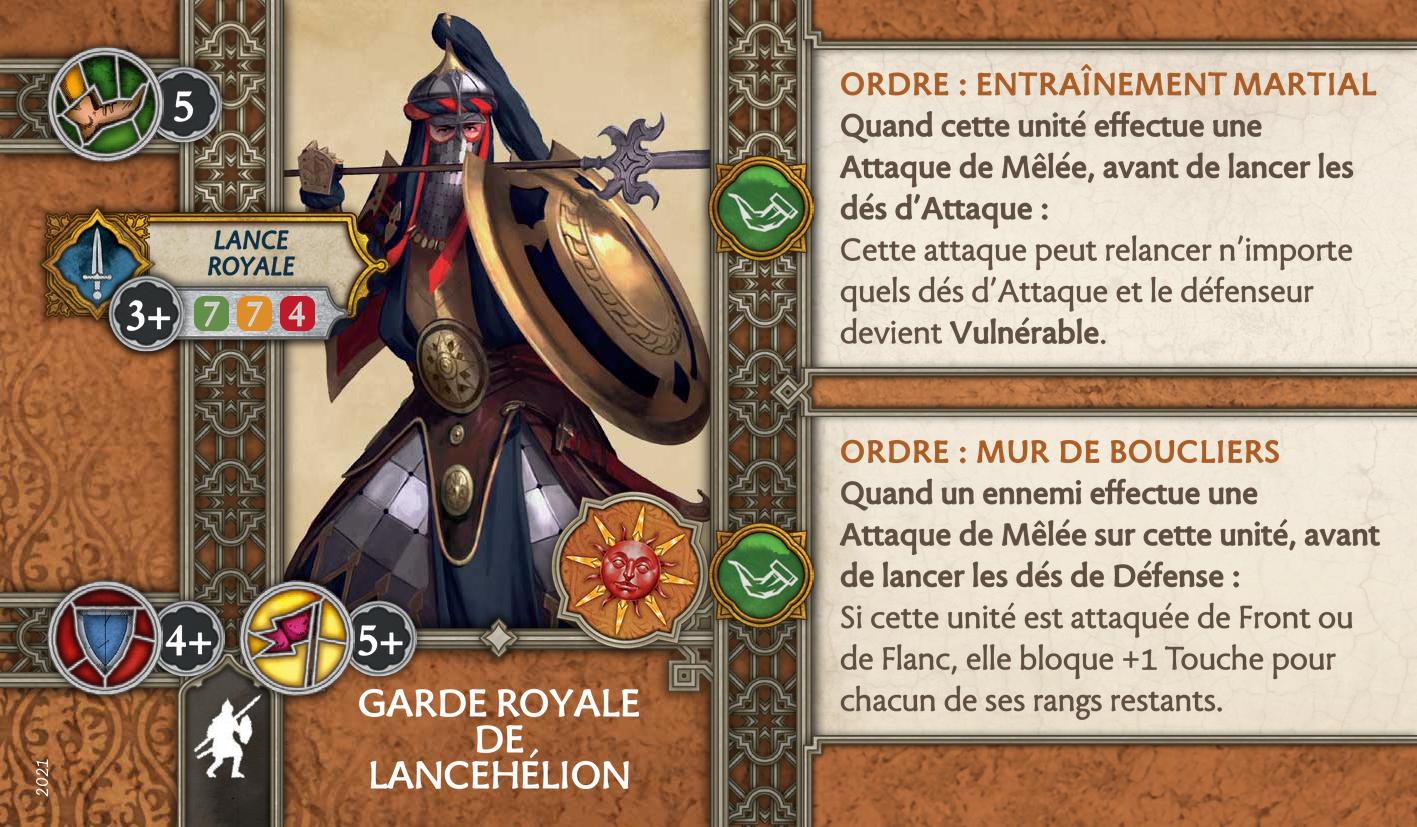 5
LANCE
ROYALE
3+ 7 7 4
4+ 5+
GARDE ROYALE
DE
LANCEHÉLION
2021
ORDRE : ENTRAÎNEMENT MARTIAL
Quand cette unité effectue une
Attaque de Mêlée, avant de lancer les
dés d’Attaque :
Cette attaque peut relancer n’importe
quels dés d’Attaque et le défenseur
devient Vulnérable.
ORDRE : MUR DE BOUCLIERS
Quand un ennemi effectue une
Attaque de Mêlée sur cette unité, avant
de lancer les dés de Défense :
Si cette unité est attaquée de Front ou
de Flanc, elle bloque +1 Touche pour
chacun de ses rangs restants.